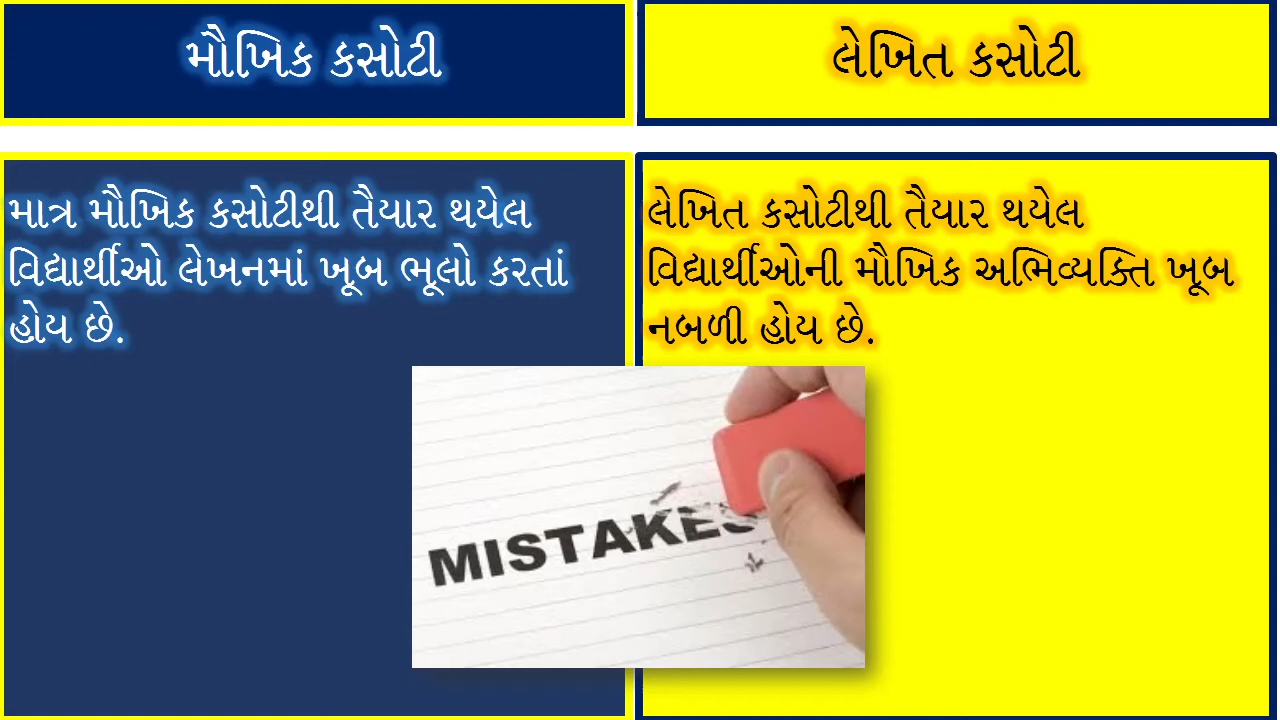 મૌખિક કસોટી
લેખિત કસોટી
માત્ર મૌખિક કસોટીથી તૈયાર થયેલ
વિદ્યાર્થીઓ લેખનમાં ખૂબ ભૂલો કરતાં
હોય છે.
લેખિત કસોટીથી તૈયાર થયેલ
વિદ્યાર્થીઓની મૌખિક અભિવ્યક્તિ ખૂબ
નબળી હોય છે.
MISTAKES